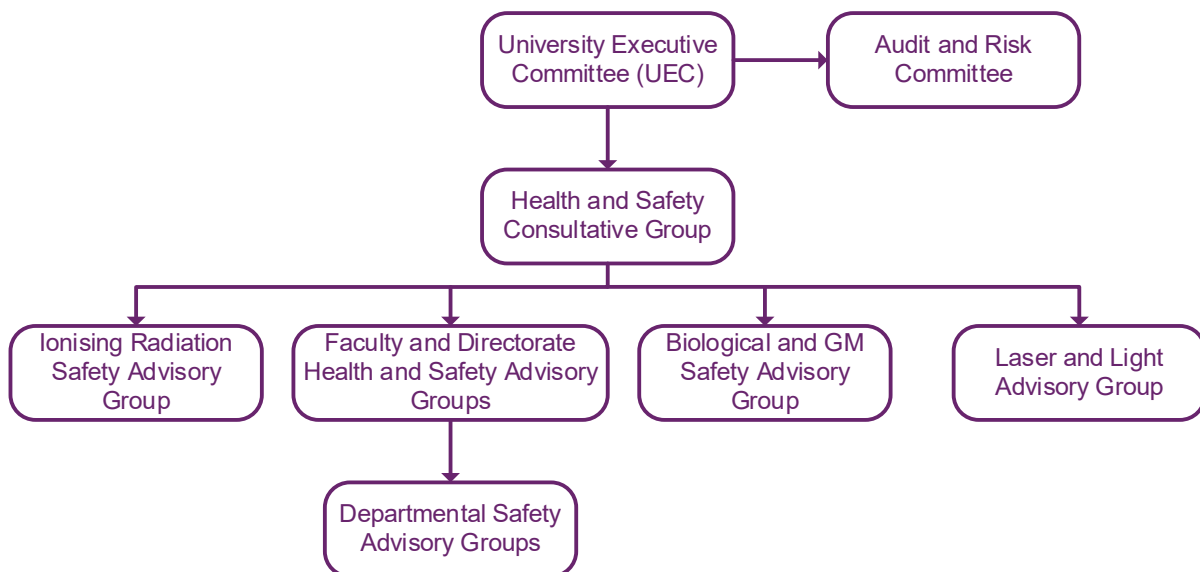 University Executive
Committee (UEC)
Audit and Risk
Committee
Health and Safety
Consultative Group
Ionising Radiation
Safety Advisory
Group
Faculty and Directorate
Health and Safety Advisory
Groups
Biological and GM
Safety Advisory
Group
Laser and Light
Advisory Group
Departmental Safety
Advisory Groups